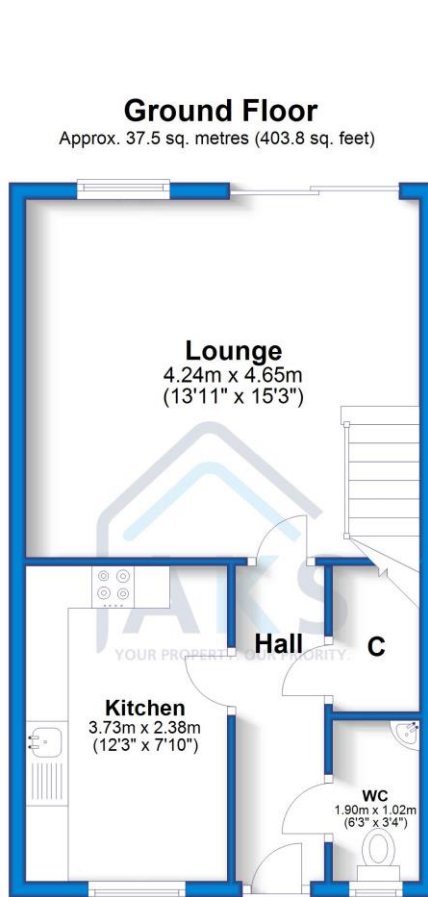 Ground Floor
Approx. 37.5 sq. metres (403.8 sq. feet)
Lounge
4.24m x 4.65m
(13'11" x 15'3")
AKS
YOUR PROPERTY. OUR PRIORITY.
Hall
C
Kitchen
3.73m x 2.38m
(12'3" x 7'10")
WC
1.90m x 1.02m
(6'3" x 3'4")